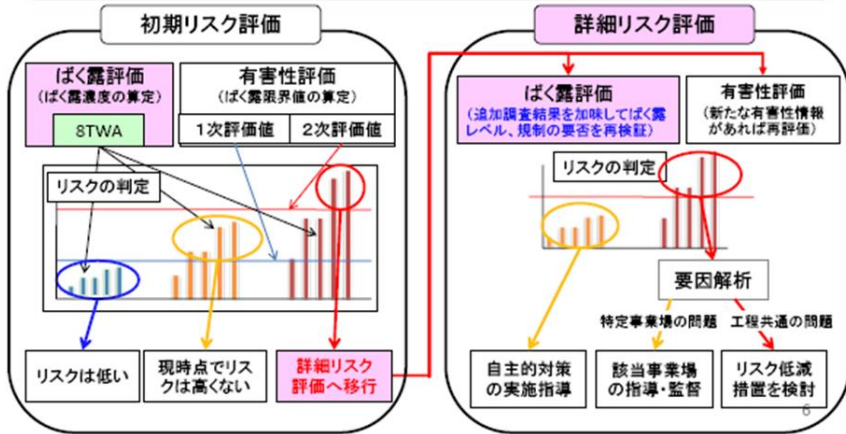 初期リスク評価
ばく露評価
(ばく露濃度の算定)
8TWA
有害性評価
(ばく露限界値の算定)
1次評価値
2次評価値
リスクの判定
リスクは低い
現時点でリス
クは高くない
詳細リスク
評価へ移行
詳細リスク評価
ばく露評価
(追加調査結果を加味してばく露
レベル、規制の要否を再検証)
有害性評価
(新たな有害性情報
があれば再評価)
リスクの判定
要因解析
特定事業場の問題
工程共通の問題
自主的対策
の実施指導
該当事業場
の指導・監督
リスク低減
措置を検討
6